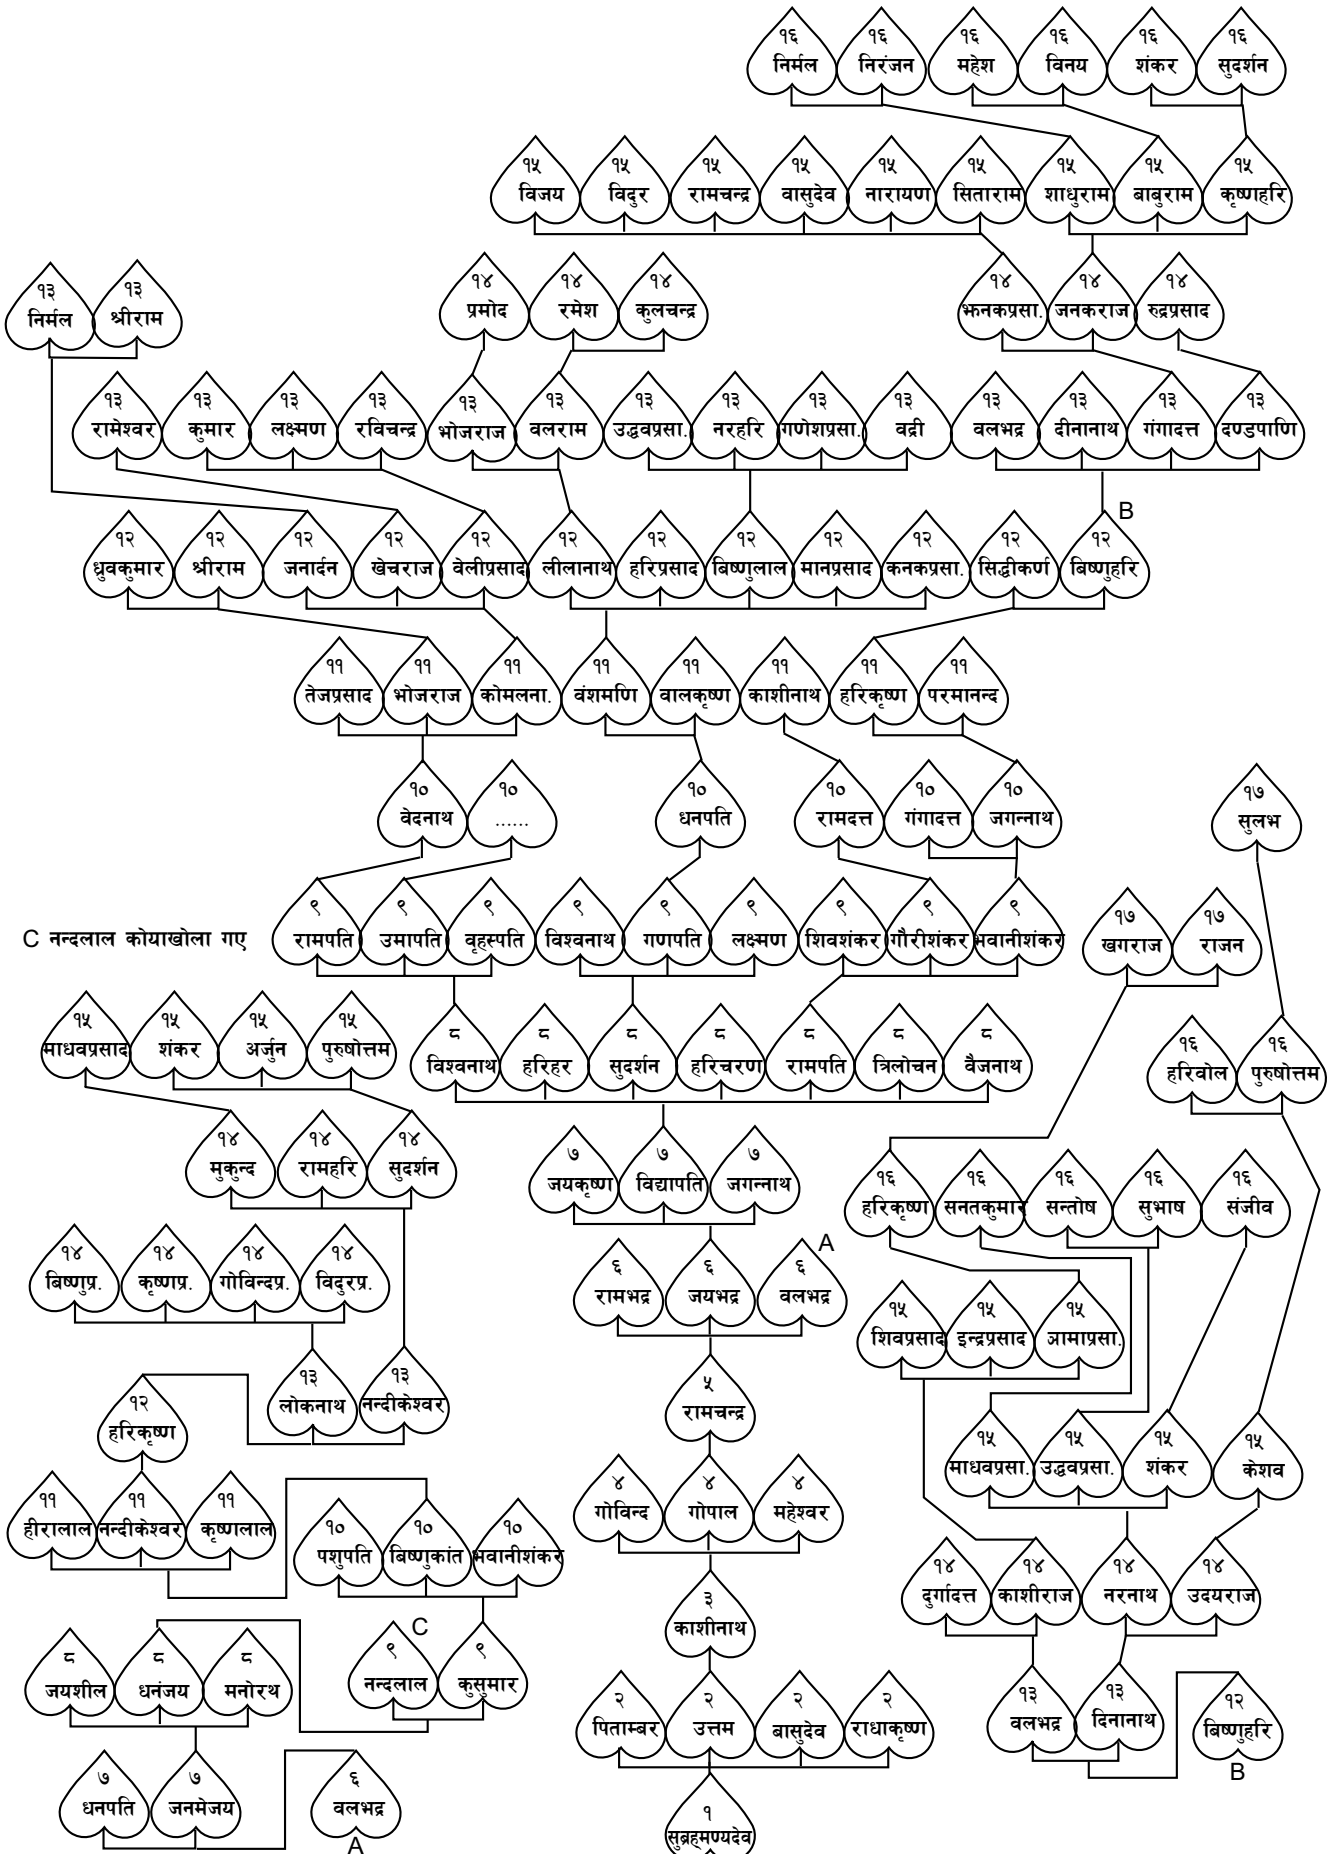 १६ निर्मल
१६ निरंजन
१६ महेश
१६ विनय
१६ शंकर
१६ सुदर्शन
१५ विजय
१५ विदुर
१५ रामचन्द्र
१५ वासुदेव
१५ नारायण
१५ सिताराम
१५ शाधुराम
१५ बाबुराम
१५ कृष्णहरि
१३ निर्मल
१३ श्रीराम
१४ प्रमोद
१४ रमेश
१४ कुलचन्द्र
१४ झनकप्रसा.
१४ जनकराज
१४ रुद्रप्रसाद
१३ रामेश्वर
१३ कुमार
१३ लक्ष्मण
१३ रविचन्द्र
१३ भोजराज
१३ वलराम
१३ उद्धवप्रसा.
१३ नरहरि
१३ गणेशप्रसा.
१३ वद्री
१३ वलभद्र
१३ दीनानाथ
१३ गंगादत्त
१३ दण्डपाणि
B
१२ ध्रुवकुमार
१२ श्रीराम
१२ जनार्दन
१२ खेचराज
१२ वेलीप्रसाद
१२ लीलानाथ
१२ हरिप्रसाद
१२ बिष्णुलाल
१२ मानप्रसाद
१२ कनकप्रसा.
१२ सिद्धीकर्ण
१२ बिष्णुहरि
११ तेजप्रसाद
११ भोजराज
११ कोमलना.
११ वंशमणि
११ वालकृष्ण
११ काशीनाथ
११ हरिकृष्ण
११ परमानन्द
१० वेदनाथ
१० ......
१० धनपति
१० रामदत्त
१० गंगादत्त
१० जगन्नाथ
१७ सुलभ
C नन्दलाल कोयाखोला गए
९ रामपति
९ उमापति
९ वृहस्पति
९ विश्वनाथ
९ गणपति
९ लक्ष्मण
९ शिवशंकर
९ गौरीशंकर
९ भवानीशंकर
१७ खगराज
१७ राजन
१५ माधवप्रसाद
१५ शंकर
१५ अर्जुन
१५ पुरुषोत्तम
८ विश्वनाथ
८ हरिहर
८ सुदर्शन
८ हरिचरण
८ रामपति
८ त्रिलोचन
८ वैजनाथ
१६ हरिवोल
१६ पुरुषोत्तम
१४ मुकुन्द
१४ रामहरि
१४ सुदर्शन
७ जयकृष्ण
७ विद्यापति
७ जगन्नाथ
१६ हरिकृष्ण
१६ सनतकुमार
१६ सन्तोष
१६ सुभाष
१६ संजीव
१४ बिष्णुप्र.
१४ कृष्णप्र.
१४ गोविन्दप्र.
१४ विदुरप्र.
६ रामभद्र
६ जयभद्र
A
६ वलभद्र
१५ शिवप्रसाद
१५ इन्द्रप्रसाद
१५ आमाप्रसा.
१२ हरिकृष्ण
१३ लोकनाथ
१३ नन्दीकेश्वर
५ रामचन्द्र
१५ माधवप्रसा.
१५ उद्धवप्रसा.
१५ शंकर
१५ केशव
११ हीरालाल
११ नन्दीकेश्वर
११ कृष्णलाल
१० पशुपति
१० बिष्णुकांत
१० भवानीशंकर
४ गोविन्द
४ गोपाल
४ महेश्वर
१४ दुर्गादत्त
१४ काशीराज
१४ नरनाथ
१४ उदयराज
३ काशीनाथ
८ जयशील
८ धनंजय
८ मनोरथ
C
९ नन्दलाल
९ कुसुमार
२ पिताम्बर
२ उत्तम
२ बासुदेव
२ राधाकृष्ण
१३ वलभद्र
१३ दिनानाथ
१२ बिष्णुहरि
B
७ धनपति
७ जनमेजय
६ वलभद्र
A
१ सुब्रहमण्यदेव